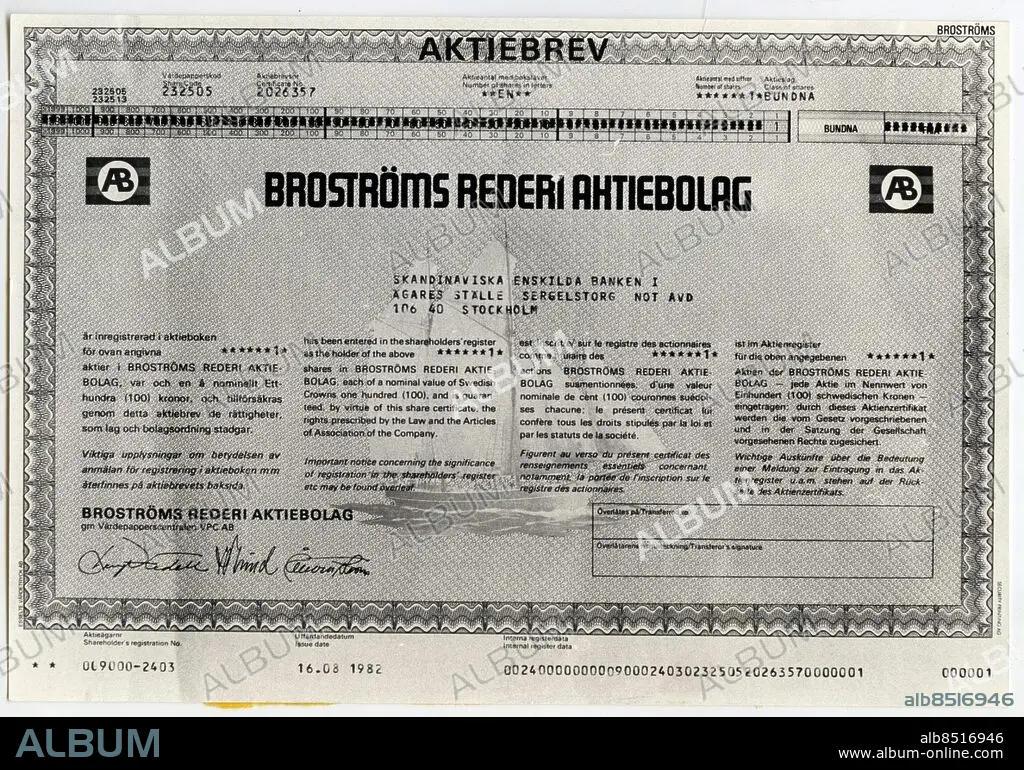 BROSTRÖMS
AKTIEBREV
Värdepapperskod
Share Code
232505
Aktiebrevsnr
Certificate No.
2026357
Aktieantal med bokstäver
Number of shares in letters
**EN**
Aktieantal med siffror
Number of shares
******1*
Aktieslag
Class of shares
BUNDNA
232505
232513
BUNDNA
AB
BROSTRÖMS REDERI AKTIEBOLAG
AB
SKANDINAVISKA ENSKILDA BANKEN I
ÄGARES STÄLLE SERGELSTORG NOT AVD
106 40 STOCKHOLM
är inregistrerad i aktieboken
för ovan angivna ******1*
aktier i BROSTRÖMS REDERI AKTIE-
BOLAG, var och en å nominellt Ett-
hundra (100) kronor, och tillförsäkras
genom detta aktiebrev de rättigheter,
som lag och bolagsordning stadgar.
Viktiga upplysningar om betydelsen av
anmälan för registrering i aktieboken m m
återfinnes på aktiebrevets baksida.
has been entered in the shareholders' register
as the holder of the above ******1*
shares in BROSTRÖMS REDERI AKTIE-
BOLAG, each of a nominal value of Swedish
Crowns one hundred (100), and is guaran-
teed, by virtue of this share certificate, the
rights prescribed by the Law and the Articles
of Association of the Company.
Important notice concerning the significance
of registration in the shareholders' register
etc may be found overleaf.
est inscrit sur le registre des actionnaires
comme titulaire des ******1*
actions BROSTRÖMS REDERI AKTIE-
BOLAG susmentionnées, d'une valeur
nominale de cent (100) couronnes suédoi-
ses chacune; le présent certificat lui
confère tous les droits stipulés par la loi et
par les statuts de la société.
Figurent au verso du présent certificat des
renseignements essentiels concernant,
notamment, la portée de l'inscription sur le
registre des actionnaires.
ist im Aktienregister
für die oben angegebenen ******1*
Aktien der BROSTRÖMS REDERI AKTIE-
BOLAG — jede Aktie im Nennwert von
Einhundert (100) schwedischen Kronen —
eingetragen; durch dieses Aktienzertifikat
werden die vom Gesetz vorgeschriebenen
und in der Satzung der Gesellschaft
vorgesehenen Rechte zugesichert.
Wichtige Auskünfte über die Bedeutung
einer Meldung zur Eintragung in das Ak-
tienregister u.a.m. stehen auf der Rück-
seite des Aktienzertifikats.
BROSTRÖMS REDERI AKTIEBOLAG
gm Värdepapperscentralen VPC AB
Överlåtes på/Transferred to
Överlåtarens namnteckning/Transferor's signature
Aktieägarnr
Shareholder's registration No.
** 009000-2403
Utfärdandedatum
Issue date
16.08 1982
Interna registerdata
Internal register data
002400000000090002403023250520263570000001
000001
alb8516946
ALBUM
alb8516946
www.album-online.com